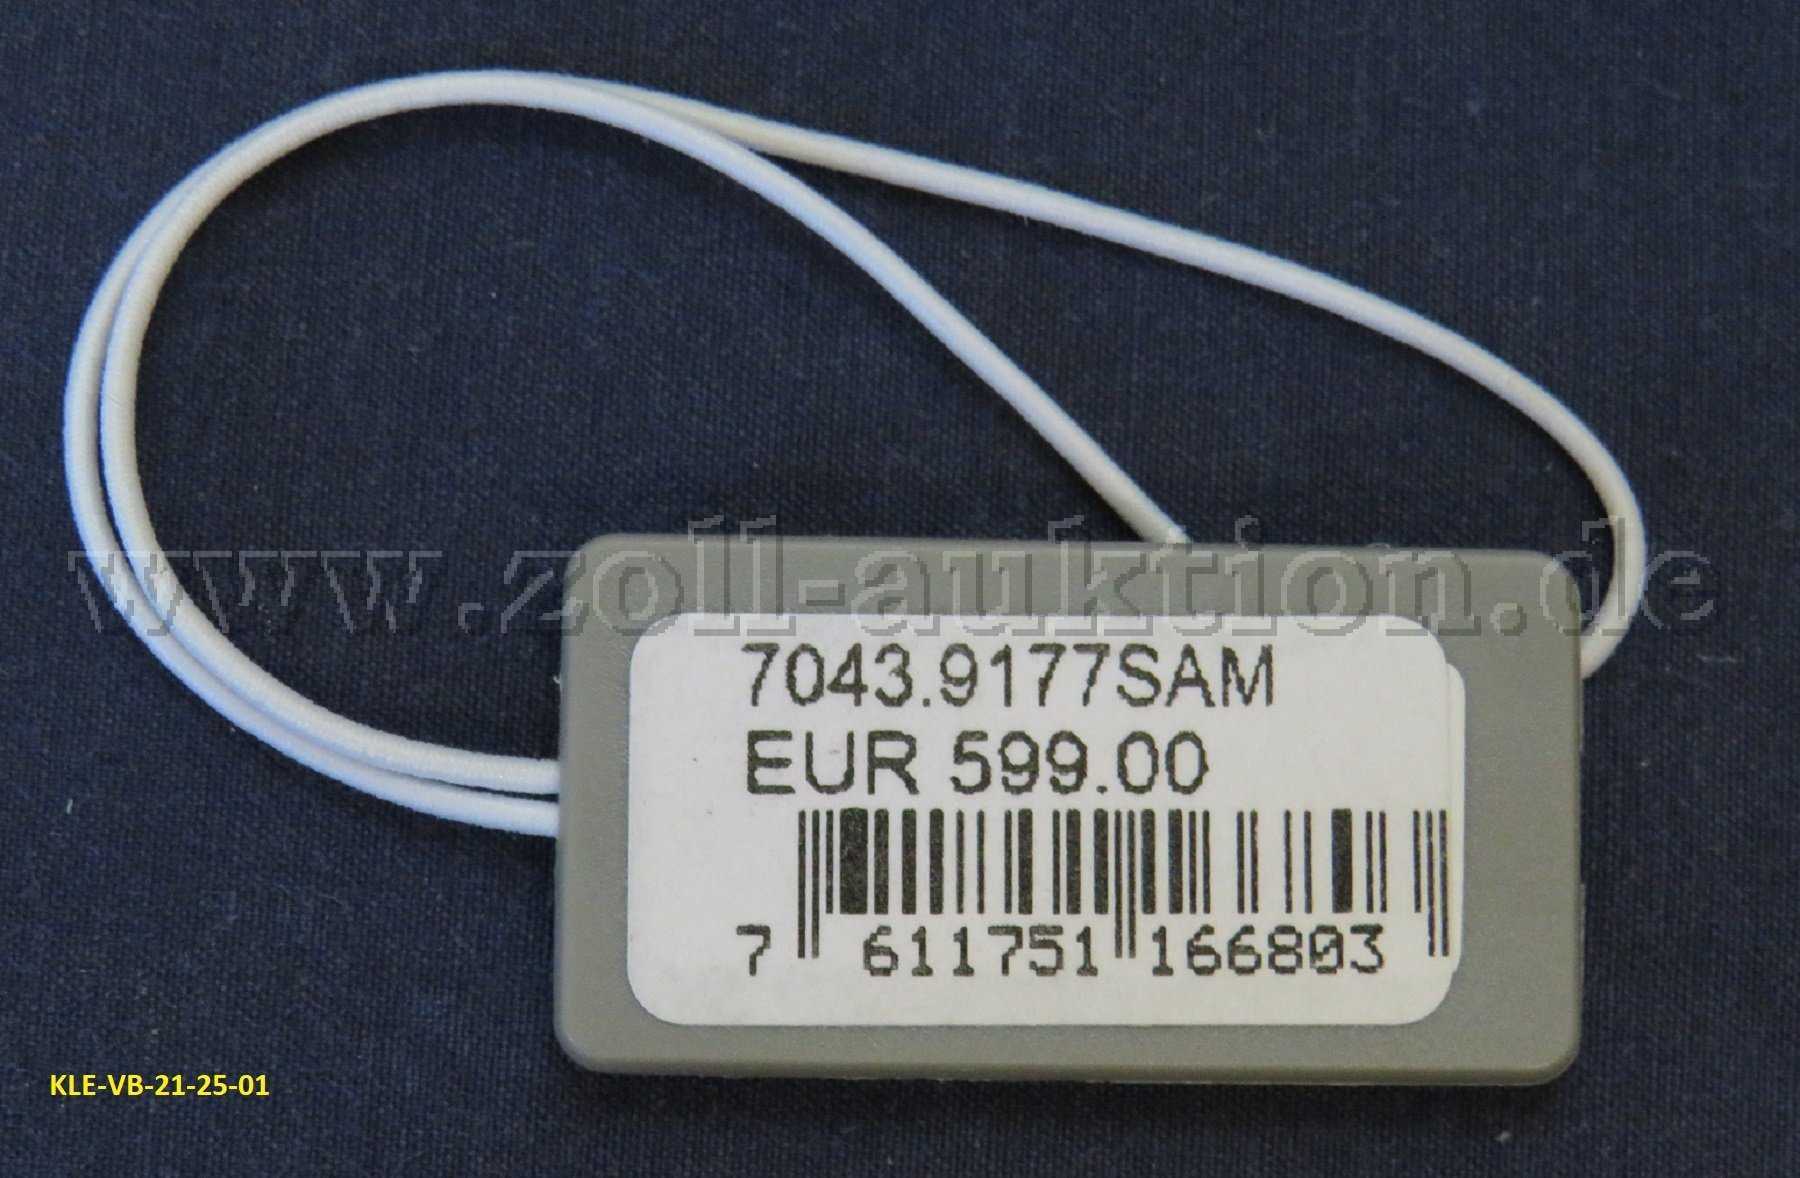 www.zoll-auktion.de
7043.9177SAM
EUR 599.00
7 611751 166803
KLE-VB-21-25-01